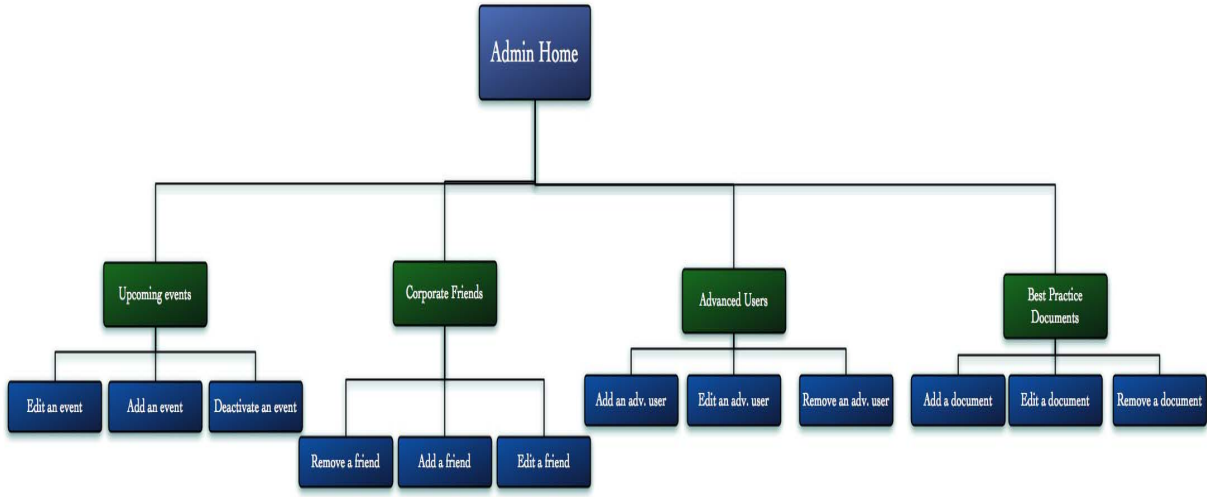 Admin Home
Upcoming events
Corporate Friends
Advanced Users
Best Practice
Documents
Edit an event
Add an event
Deactivate an event
Remove a friend
Add a friend
Edit a friend
Add an adv. user
Edit an adv. user
Remove an adv. user
Add a document
Edit a document
Remove a document